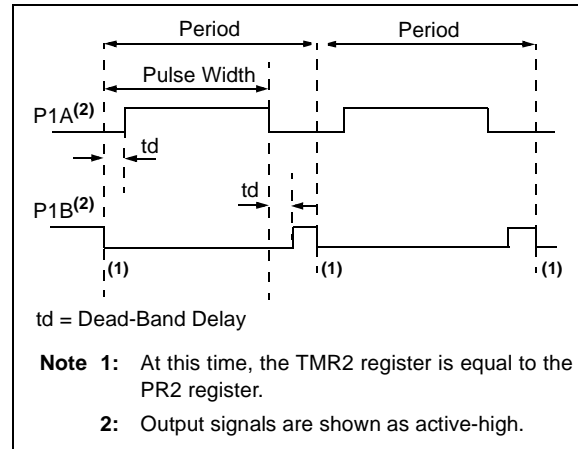 Period Period
Pulse Width
P1A(2)
td
td
P1B(2)
(1) (1) (1)
td = Dead-Band Delay
Note 1: At this time, the TMR2 register is equal to the
PR2 register.
2: Output signals are shown as active-high.